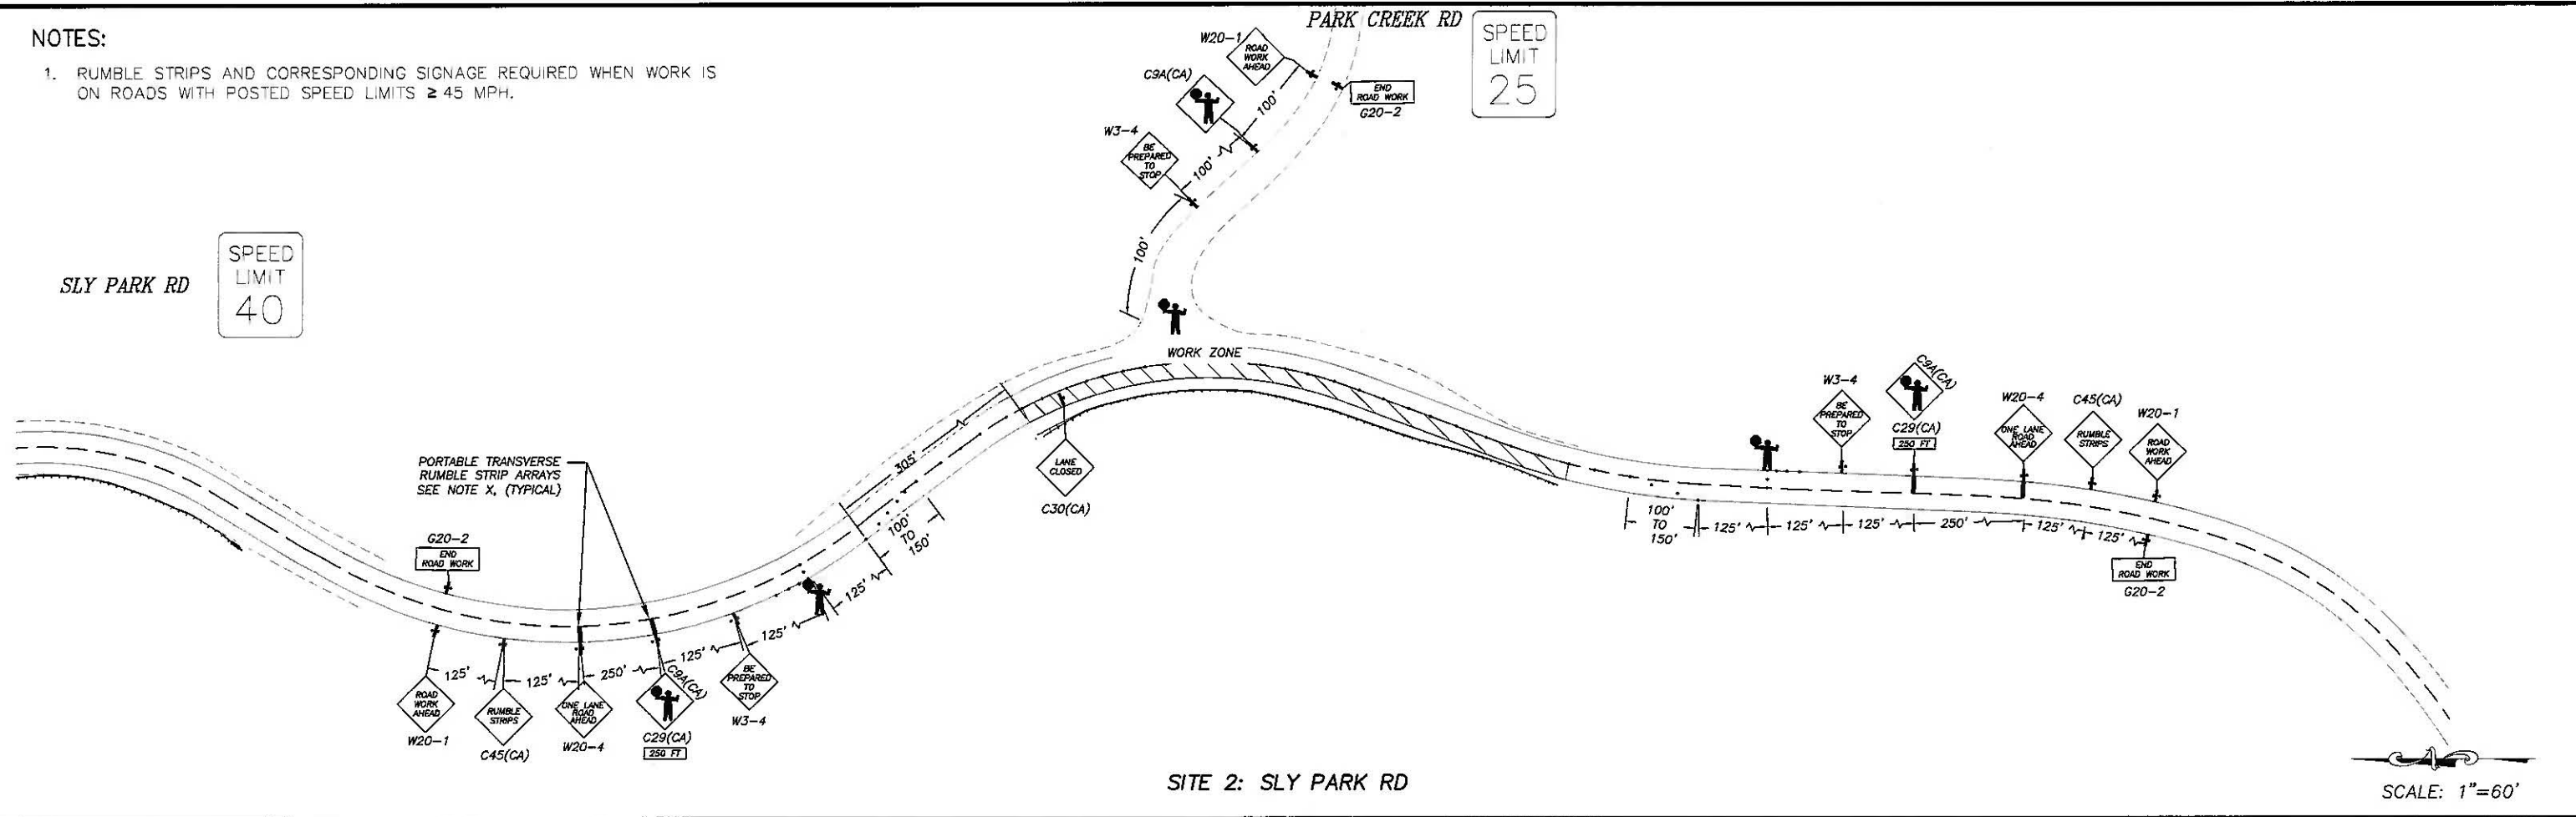 NOTES:
1. RUMBLE STRIPS AND CORRESPONDING SIGNAGE REQUIRED WHEN WORK IS
ON ROADS WITH POSTED SPEED LIMITS ≥ 45 MPH.
PARK CREEK RD
SPEED
LIMIT
25
W20-1
ROAD
WORK
AHEAD
END
ROAD WORK
G20-2
C9A(CA)
100'
W3-4
BE
PREPARED
TO
STOP
100'
100'
SLY PARK RD
SPEED
LIMIT
40
WORK ZONE
305'
LANE
CLOSED
C30(CA)
PORTABLE TRANSVERSE
RUMBLE STRIP ARRAYS
SEE NOTE X, (TYPICAL)
G20-2
END
ROAD WORK
100'
TO
150'
125'
125'
125'
250'
125'
125'
ROAD
WORK
AHEAD
W20-1
RUMBLE
STRIPS
C45(CA)
ONE LANE
ROAD
AHEAD
W20-4
C9A(CA)
C29(CA)
250 FT
BE
PREPARED
TO
STOP
W3-4
W3-4
BE
PREPARED
TO
STOP
C9A(CA)
C29(CA)
250 FT
W20-4
ONE LANE
ROAD
AHEAD
C45(CA)
RUMBLE
STRIPS
W20-1
ROAD
WORK
AHEAD
100'
TO
150'
125'
125'
125'
250'
125'
125'
END
ROAD WORK
G20-2
SITE 2: SLY PARK RD
SCALE: 1"=60'